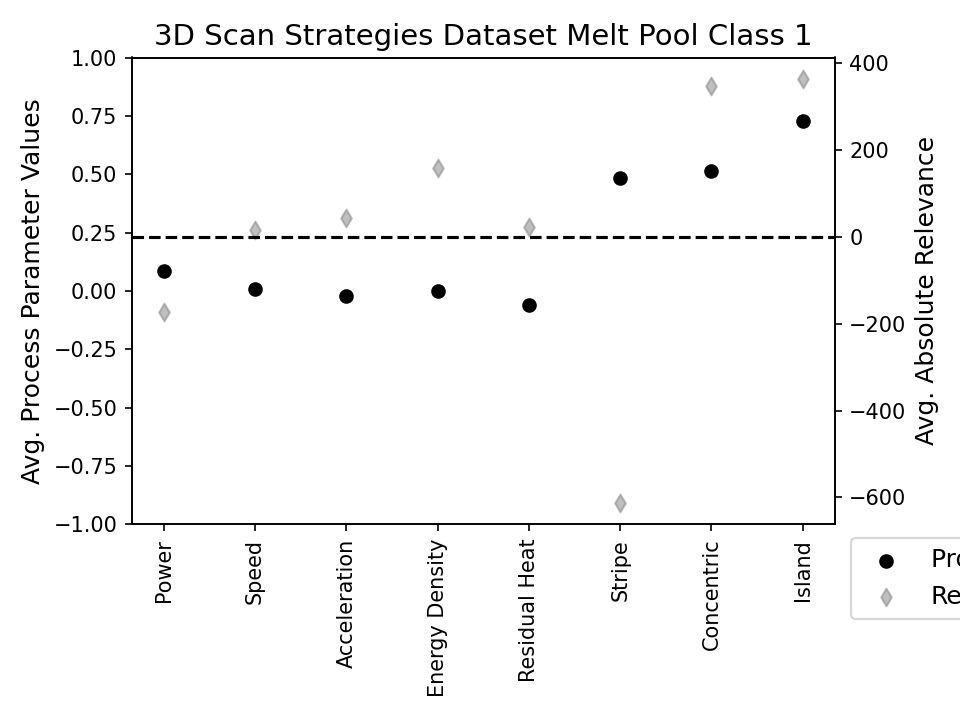 3D Scan Strategies Dataset Melt Pool Class 1
Avg. Process Parameter Values
1.00
0.75
0.50
0.25
0.00
−0.25
−0.50
−0.75
−1.00
400
200
0
−200
−400
−600
Avg. Absolute Relevance
Power
Speed
Acceleration
Energy Density
Residual Heat
Stripe
Concentric
Island